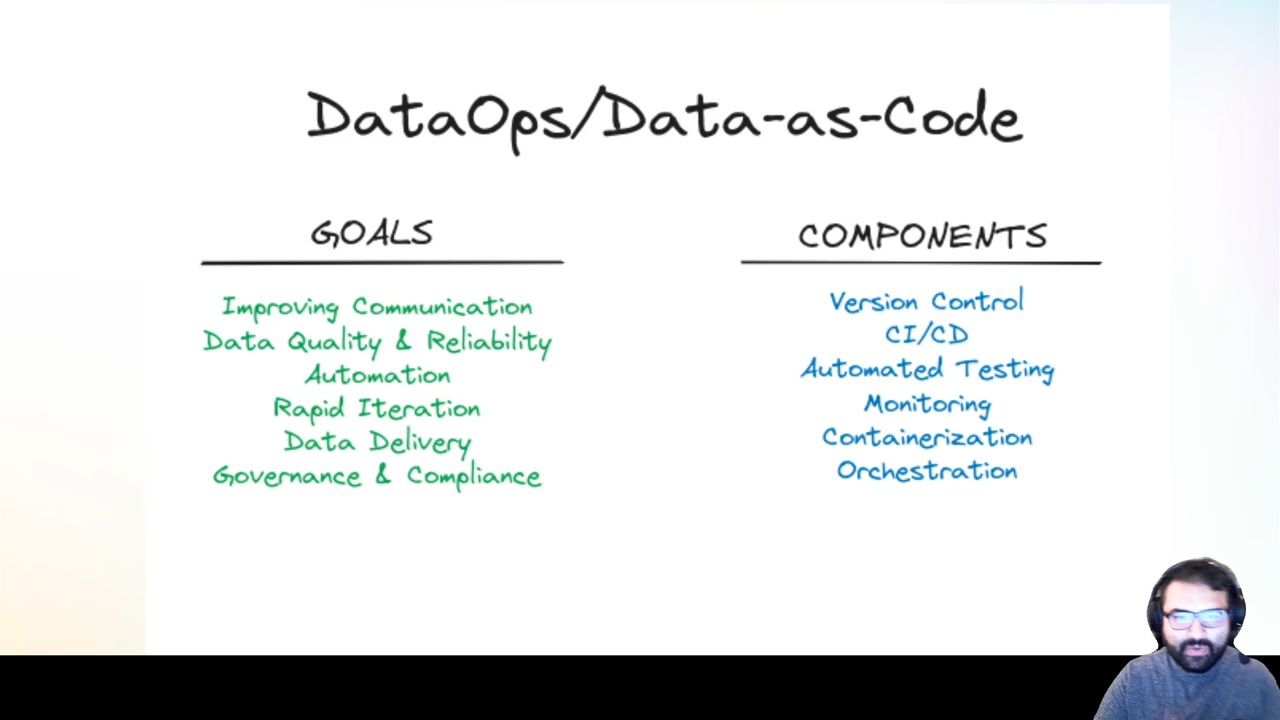 DataOps/Data-as-Code
GOALS
Improving Communication
Data Quality & Reliability
Automation
Rapid Iteration
Data Delivery
Governance & Compliance
COMPONENTS
Version Control
CI/CD
Automated Testing
Monitoring
Containerization
Orchestration